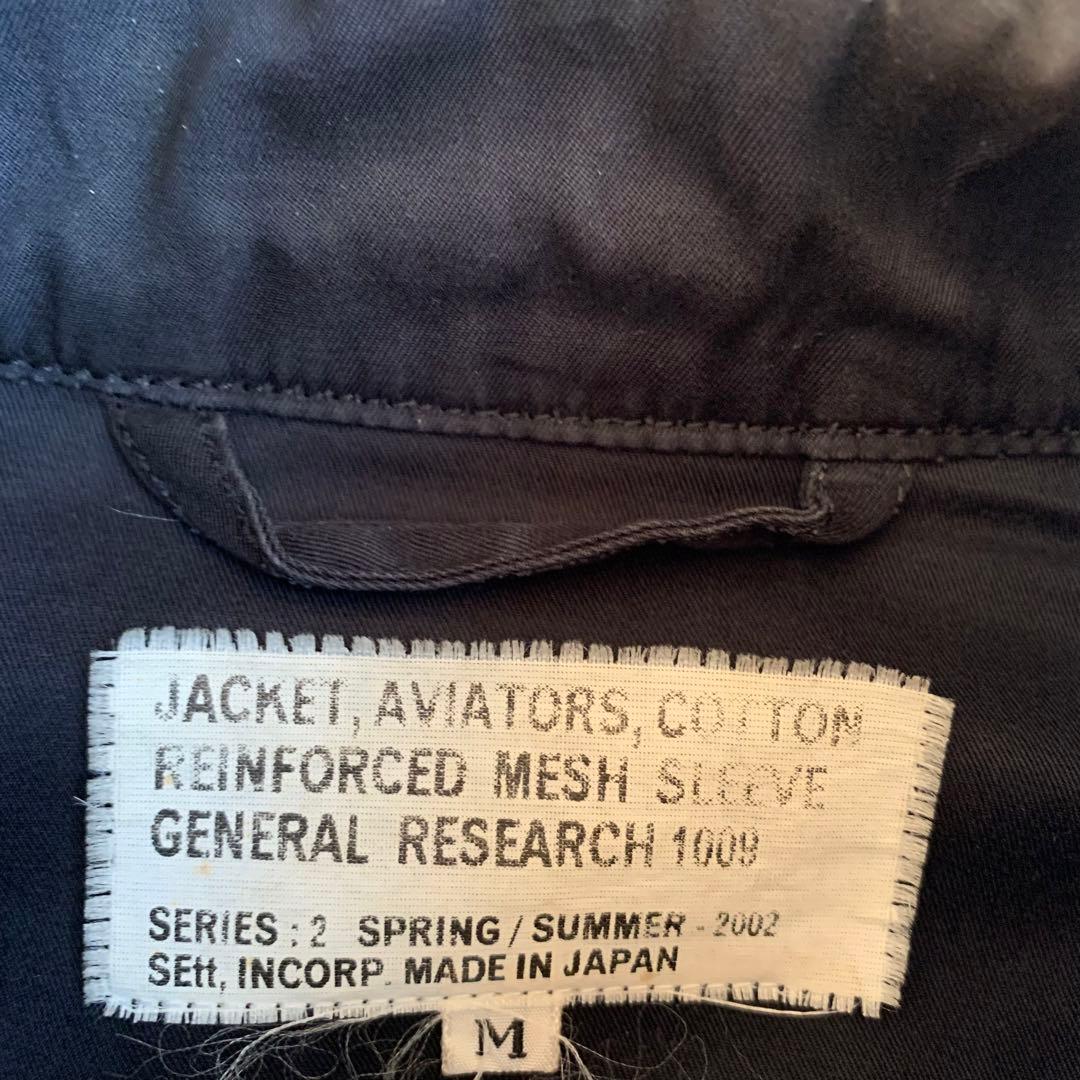 JACKET, AVIATORS, COTTON
REINFORCED MESH SLEEVE
GENERAL RESEARCH 1009
SERIES : 2 SPRING / SUMMER - 2002
SEtt, INCORP. MADE IN JAPAN
M